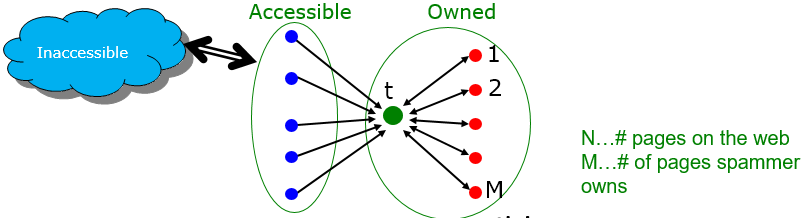 Accessible
Owned
Inaccessible
t
1
2
M
N...# pages on the web
M...# of pages spammer
owns